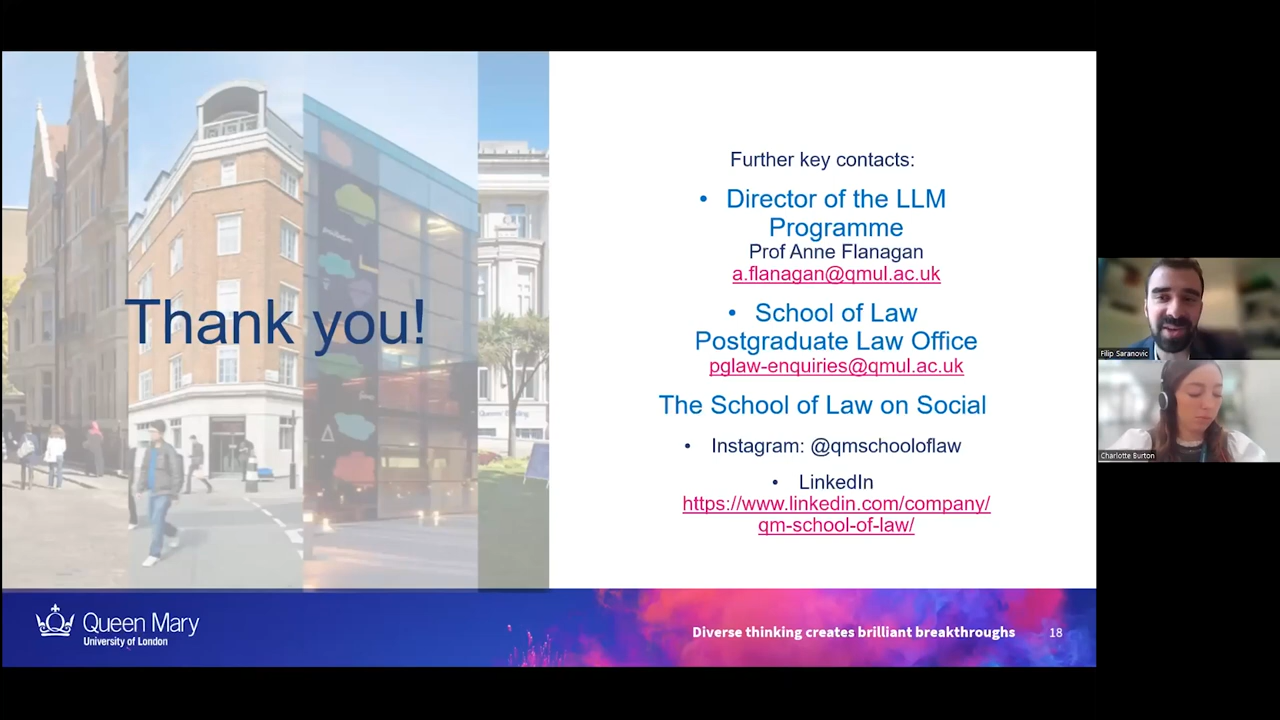 Thank you!
Further key contacts:
• Director of the LLM
Programme
Prof Anne Flanagan
a.flanagan@qmul.ac.uk
• School of Law
Postgraduate Law Office
pglaw-enquiries@qmul.ac.uk
The School of Law on Social
• Instagram: @qmschooloflaw
• LinkedIn
https://www.linkedin.com/company/
qm-school-of-law/
Filip Saranovic
Charlotte Burton
Queen Mary
University of London
Diverse thinking creates brilliant breakthroughs
18